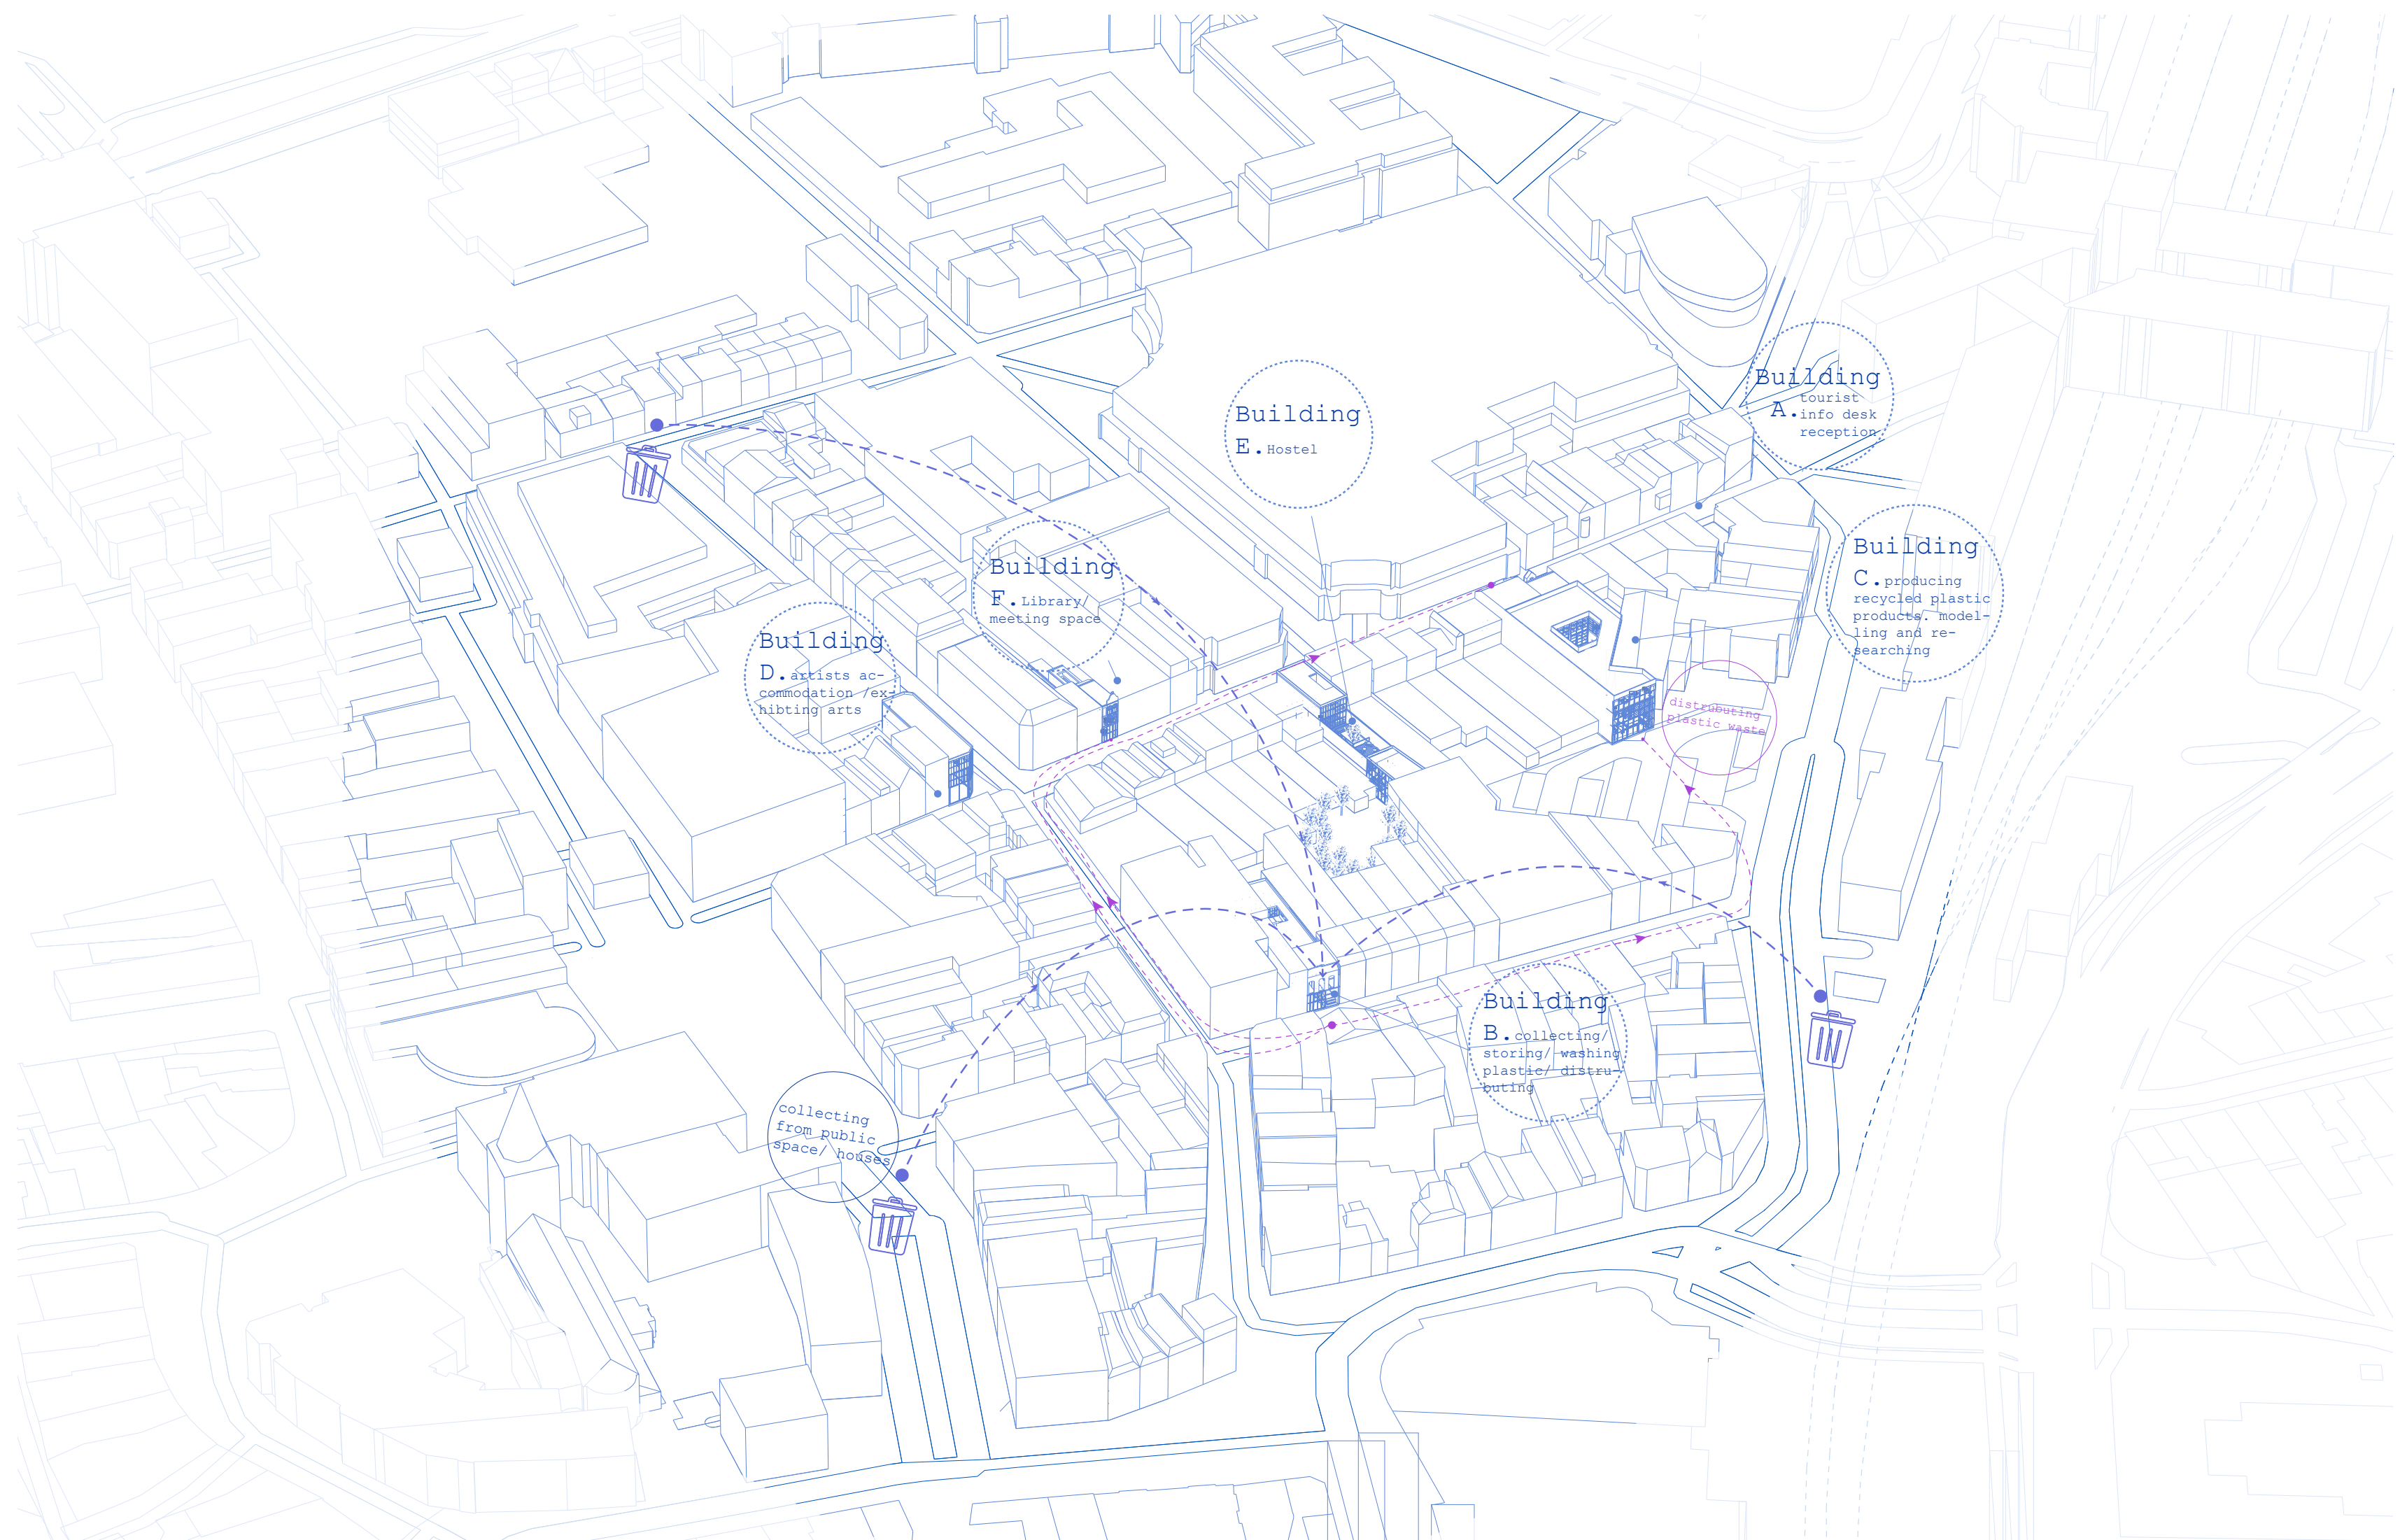 Building
A.tourist
info desk
reception
Building
E.Hostel
Building
C.producing
recycled plastic
products. model-
ling and re-
searching
Building
F.Library/
meeting space
Building
D.artists ac-
commodation /ex-
hibting arts
distrubuting
plastic waste
Building
B.collecting/
storing/ washing
plastic/ distru-
buting
collecting
from public
space/ houses